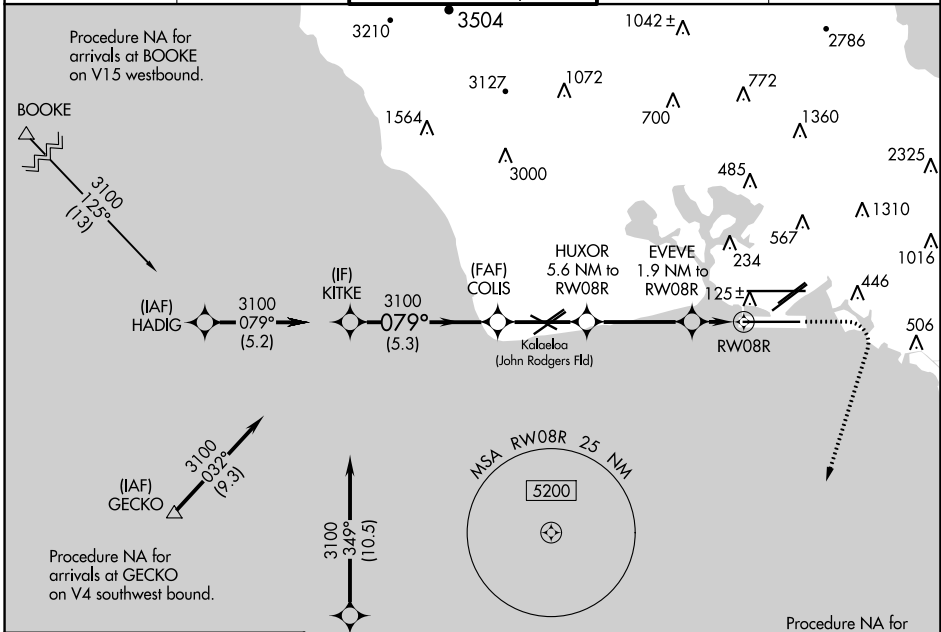 3210
3504
1042 ±
2786
Procedure NA for
arrivals at BOOKE
on V15 westbound.
3127
1072
772
700
1360
BOOKE
1564
3000
2325
485
3100
125°
(13)
1310
567
234
1016
(IF)
KITKE
(FAF)
COLIS
HUXOR
5.6 NM to
RW08R
EVEVE
1.9 NM to
RW08R
125 ±
446
(IAF)
HADIG
3100
079°
(5.2)
3100
079°
(5.3)
Kalaeloa
(John Rodgers Fld)
RW08R
506
3100
032°
(9.3)
(IAF)
GECKO
MSA RW08R 25 NM
5200
3100
349°
(10.5)
Procedure NA for
arrivals at GECKO
on V4 southwest bound.
Procedure NA for